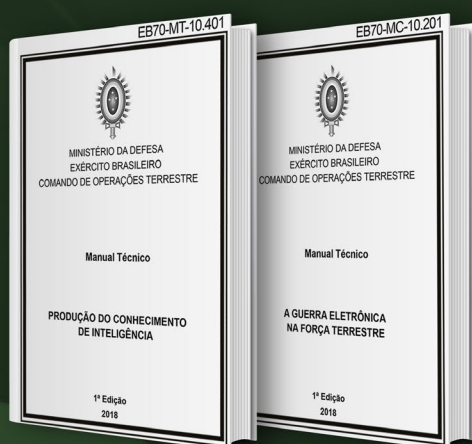 EB70-MT-10.401
MINISTÉRIO DA DEFESA
EXÉRCITO BRASILEIRO
COMANDO DE OPERAÇÕES TERRESTRE
Manual Técnico
PRODUÇÃO DO CONHECIMENTO
DE INTELIGÊNCIA
1ª Edição
2018
EB70-MC-10.201
MINISTÉRIO DA DEFESA
EXÉRCITO BRASILEIRO
COMANDO DE OPERAÇÕES TERRESTRE
Manual Técnico
A GUERRA ELETRÔNICA
NA FORÇA TERRESTRE
1ª Edição
2018